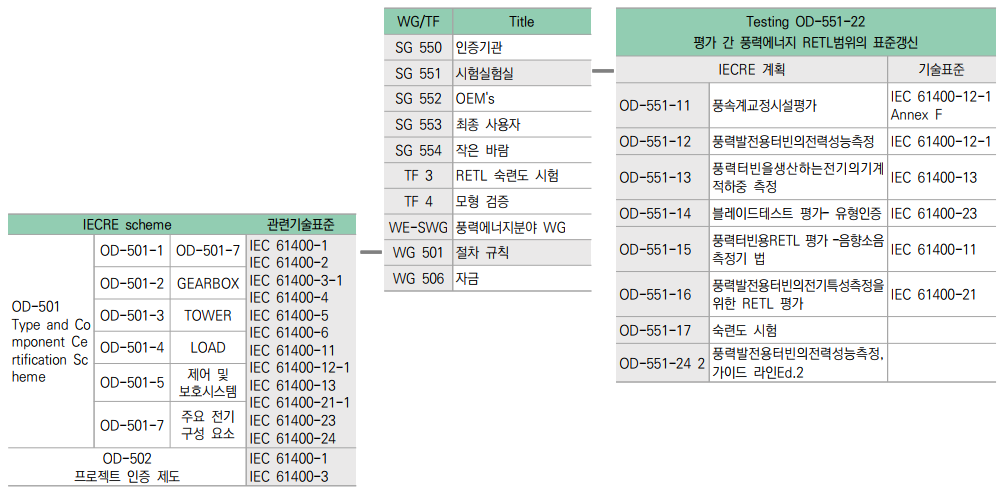 WG/TF Title
SG 550 인증기관
SG 551 시험실험실
SG 552 OEM's
SG 553 최종 사용자
SG 554 작은 바람
TF 3 RETL 숙련도 시험
TF 4 모형 검증
WE-SWG 풍력에너지분야 WG
WG 501 절차 규칙
WG 506 자금
Testing OD-551-22
평가 간 풍력에너지 RETL범위의 표준갱신
IECRE 계획 기술표준
OD-551-11 풍속계교정시설평가 IEC 61400-12-1
Annex F
OD-551-12 풍력발전용터빈의전력성능측정 IEC 61400-12-1
OD-551-13 풍력터빈을생산하는전기의기계
적하중 측정 IEC 61400-13
OD-551-14 블레이드테스트 평가- 유형인증 IEC 61400-23
OD-551-15 풍력터빈용RETL 평가 -음향소음
측정기 법 IEC 61400-11
OD-551-16 풍력발전용터빈의전기특성측정을
위한 RETL 평가 IEC 61400-21
OD-551-17 숙련도 시험
OD-551-24 2 풍력발전용터빈의전력성능측정,
가이드 라인Ed.2
IECRE scheme 관련기술표준
OD-501
Type and Co
mponent Ce
rtification Sc
heme
OD-501-1 OD-501-7
OD-501-2 GEARBOX
OD-501-3 TOWER
OD-501-4 LOAD
OD-501-5 제어 및
보호시스템
OD-501-7 주요 전기
구성 요소
IEC 61400-1
IEC 61400-2
IEC 61400-3-1
IEC 61400-4
IEC 61400-5
IEC 61400-6
IEC 61400-11
IEC 61400-12-1
IEC 61400-13
IEC 61400-21-1
IEC 61400-23
IEC 61400-24
OD-502
프로젝트 인증 제도
IEC 61400-1
IEC 61400-3